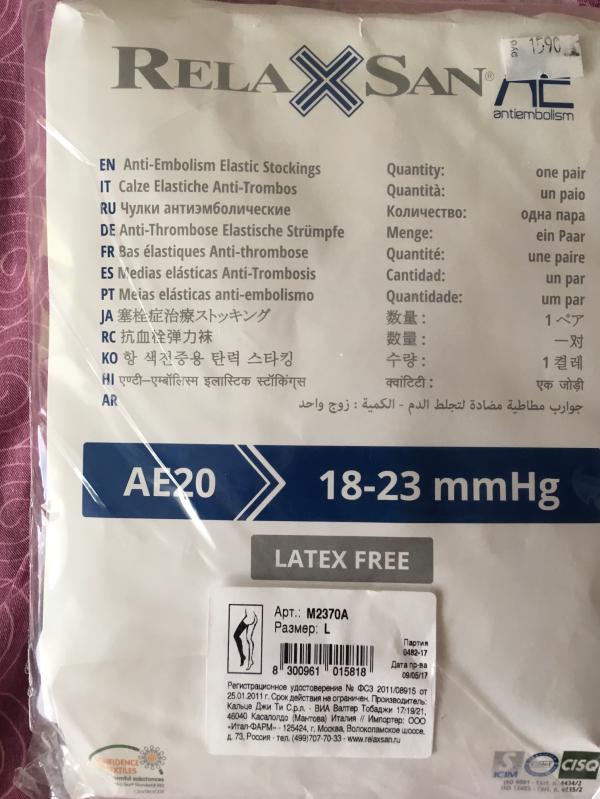 руб 1590
RELAXSAN®
AE
antiembolism
EN Anti-Embolism Elastic Stockings Quantity: one pair
IT Calze Elastiche Anti-Trombos Quantità: un paio
RU Чулки антиэмболические Количество: одна пара
DE Anti-Thrombose Elastische Strümpfe Menge: ein Paar
FR Bas élastiques Anti-thrombose Quantité: une paire
ES Medias elásticas Anti-Trombosis Cantidad: un par
PT Meias elásticas anti-embolismo Quantidade: um par
JA 塞栓症治療ストッキング 数量: 1 ペア
RC 抗血栓弹力袜 数量: 一对
KO 항 색전증용 탄력 스타킹 수량: 1 켤레
HI एण्टी-एम्बॉलिस्म इलास्टिक स्टॉकिंग्स क्वांटिटी: एक जोड़ी
AR جوارب مطاطية مضادة لتجلط الدم - الكمية : زوج واحد
AE20 18-23 mmHg
LATEX FREE
Арт.: M2370A
Размер: L
Партия
0482-17
Дата пр-ва
09/05/17
8 300961 015818
Регистрационное удостоверение № ФСЗ 2011/08915 от
25.01.2011 г. Срок действия не ограничен. Производитель:
Кальце Джи Ти С.р.л. - ВИА Валтер Тобаджи 17/19/21,
46040 Касалолдо (Мантова) Италия // Импортер: ООО
«Итал-ФАРМ» - 125424, г. Москва, Волоколамское шоссе,
д. 73, Россия - тел. (499)707-70-33 - www.relaxsan.ru
CONFIDENCE
TEXTILES
harmful substances
S
ICIM
CISQ